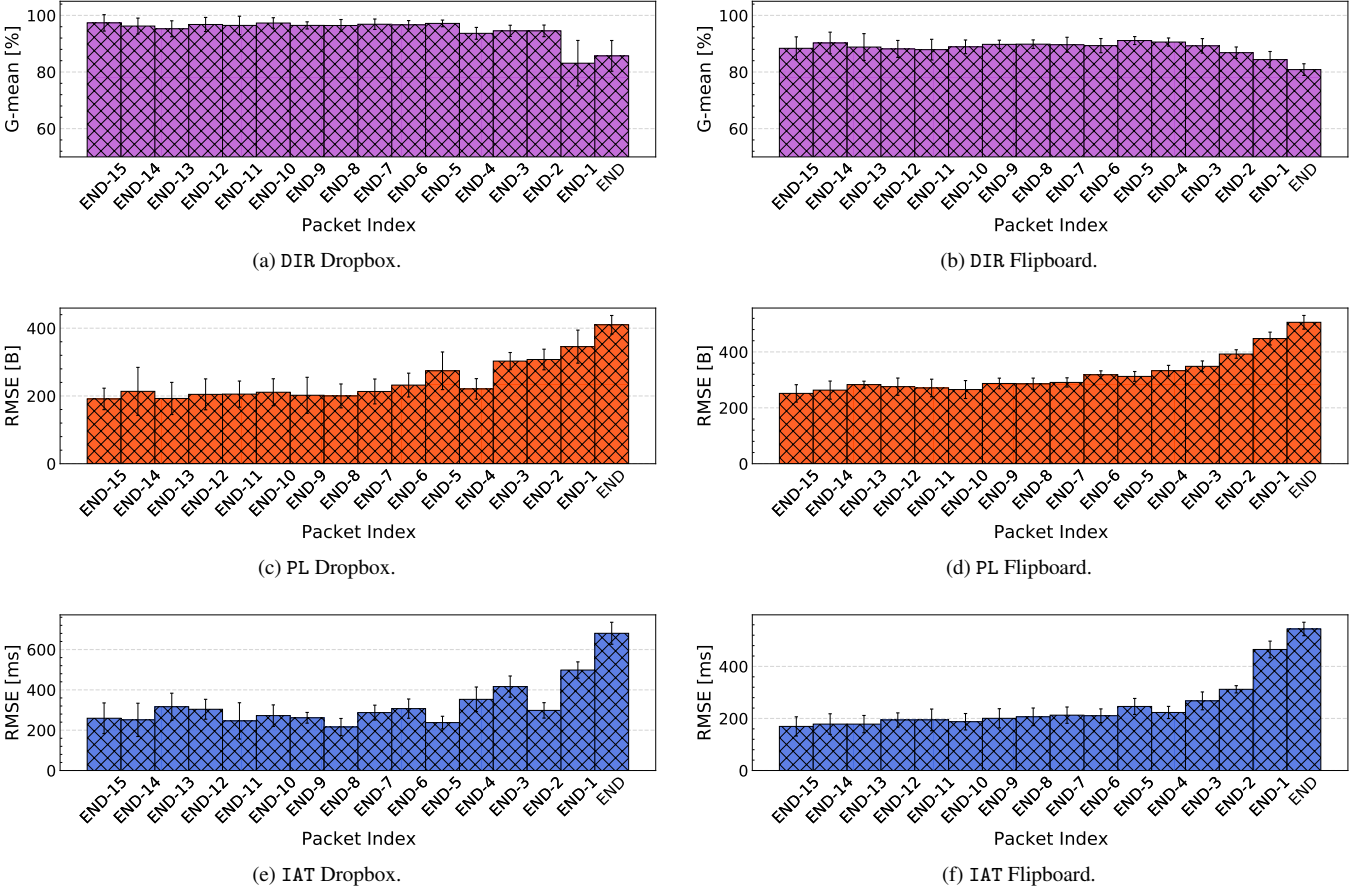 100
80
60
G-mean [%]
END-15
END-14
END-13
END-12
END-11
END-10
END-9
END-8
END-7
END-6
END-5
END-4
END-3
END-2
END-1
END
Packet Index
(a) DIR Dropbox.
100
80
60
G-mean [%]
END-15
END-14
END-13
END-12
END-11
END-10
END-9
END-8
END-7
END-6
END-5
END-4
END-3
END-2
END-1
END
Packet Index
(b) DIR Flipboard.
400
200
0
RMSE [B]
END-15
END-14
END-13
END-12
END-11
END-10
END-9
END-8
END-7
END-6
END-5
END-4
END-3
END-2
END-1
END
Packet Index
(c) PL Dropbox.
400
200
0
RMSE [B]
END-15
END-14
END-13
END-12
END-11
END-10
END-9
END-8
END-7
END-6
END-5
END-4
END-3
END-2
END-1
END
Packet Index
(d) PL Flipboard.
600
400
200
0
RMSE [ms]
END-15
END-14
END-13
END-12
END-11
END-10
END-9
END-8
END-7
END-6
END-5
END-4
END-3
END-2
END-1
END
Packet Index
(e) IAT Dropbox.
400
200
0
RMSE [ms]
END-15
END-14
END-13
END-12
END-11
END-10
END-9
END-8
END-7
END-6
END-5
END-4
END-3
END-2
END-1
END
Packet Index
(f) IAT Flipboard.